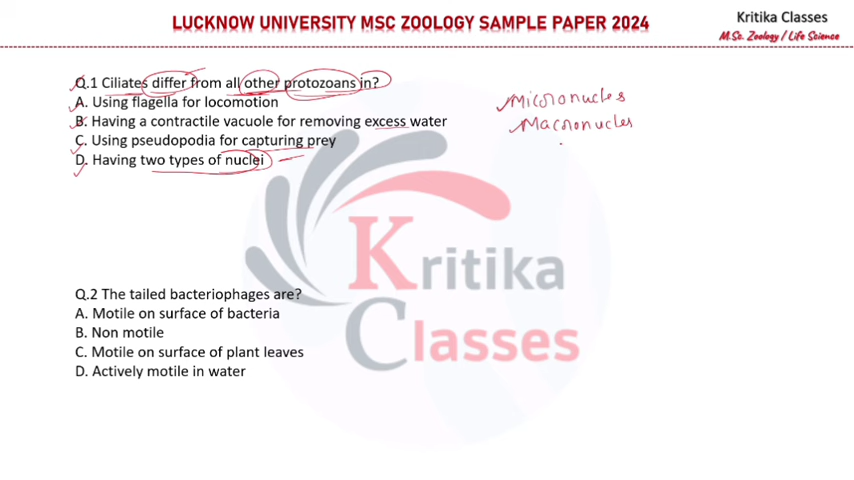 LUCKNOW UNIVERSITY MSC ZOOLOGY SAMPLE PAPER 2024
Kritika Classes
M.Sc. Zoology / Life Science
Q.1 Ciliates differ from all other protozoans in?
A. Using flagella for locomotion
B. Having a contractile vacuole for removing excess water
C. Using pseudopodia for capturing prey
D. Having two types of nuclei
Micronucles
Macronucles
Kritika
Classes
Q.2 The tailed bacteriophages are?
A. Motile on surface of bacteria
B. Non motile
C. Motile on surface of plant leaves
D. Actively motile in water